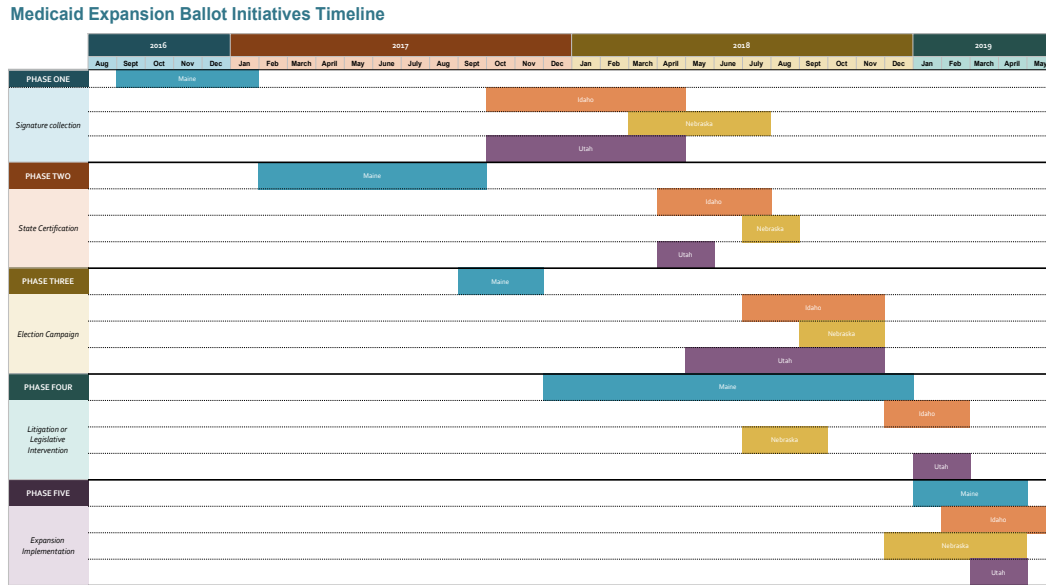 Medicaid Expansion Ballot Initiatives Timeline
2016 2017 2018 2019
Aug Sept Oct Nov Dec Jan Feb March April May June July Aug Sept Oct Nov Dec Jan Feb March April May June July Aug Sept Oct Nov Dec Jan Feb March April May
PHASE ONE Maine
Idaho
Signature collection Nebraska
Utah
PHASE TWO Maine
Idaho
State Certification Nebraska
Utah
PHASE THREE Maine
Idaho
Election Campaign Nebraska
Utah
PHASE FOUR Maine
Idaho
Litigation or
Legislative Nebraska
Intervention
Utah
PHASE FIVE Maine
Idaho
Expansion Nebraska
Implementation
Utah